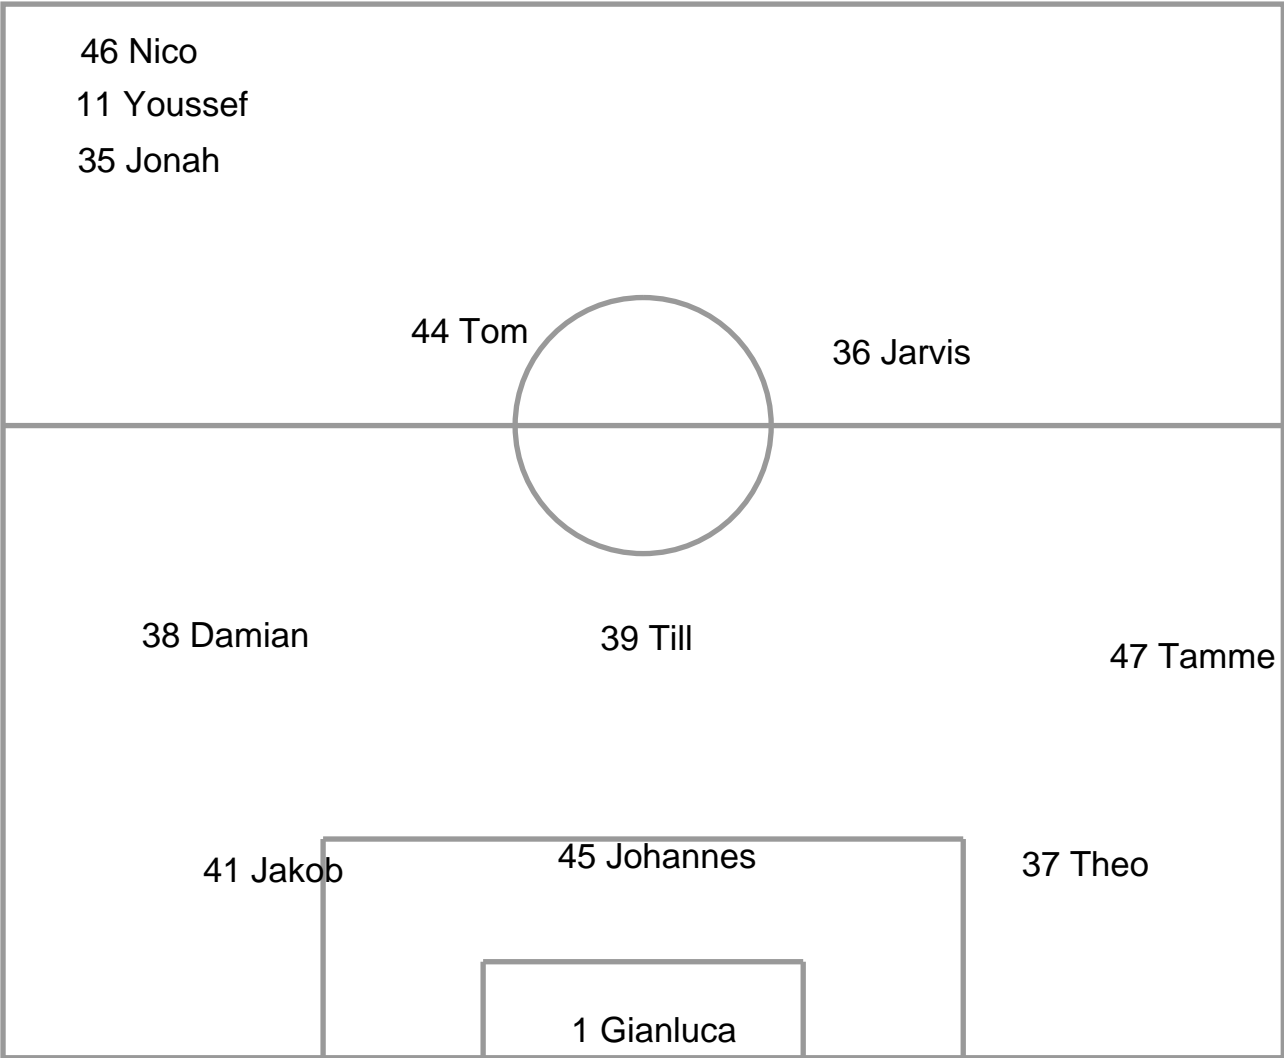 46 Nico
11 Youssef
35 Jonah
44 Tom
36 Jarvis
38 Damian
39 Till
47 Tamme
41 Jakob
45 Johannes
37 Theo
1 Gianluca